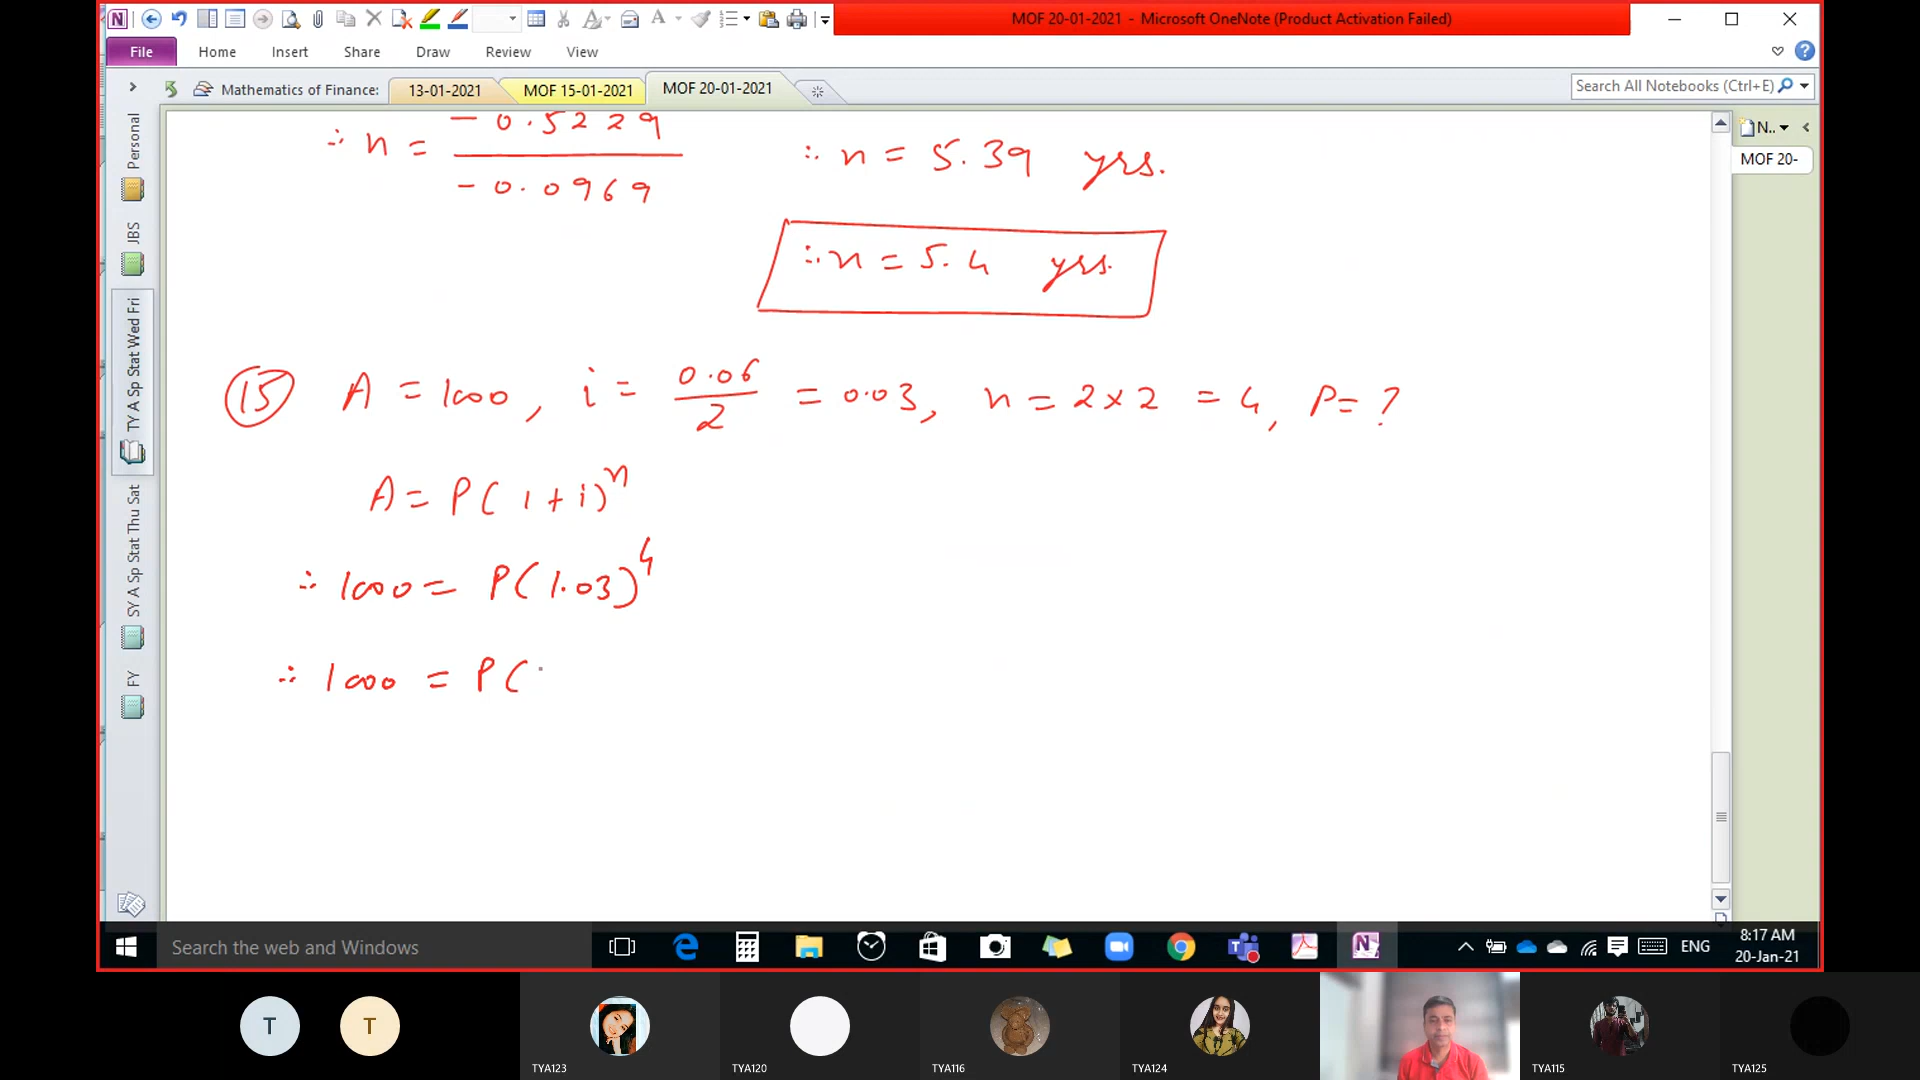 MOF 20-01-2021 - Microsoft OneNote (Product Activation Failed)
File Home Insert Share Draw Review View
Mathematics of Finance: 13-01-2021 MOF 15-01-2021 MOF 20-01-2021 Search All Notebooks (Ctrl+E)
N..
MOF 20-
Personal
JBS
TY A Sp Stat Wed Fri
SY A Sp Stat Thu Sat
FY
∴ n = -0.5229 / -0.0969 ∴ n = 5.39 yrs.
∴ n = 5.4 yrs.
(15) A = 1000, i = 0.06/2 = 0.03, n = 2 × 2 = 4, P = ?
A = P(1 + i)^n
∴ 1000 = P(1.03)^4
∴ 1000 = P(
Search the web and Windows
ENG
8:17 AM
20-Jan-21
T T
TYA123 TYA120 TYA116 TYA124 TYA115 TYA125